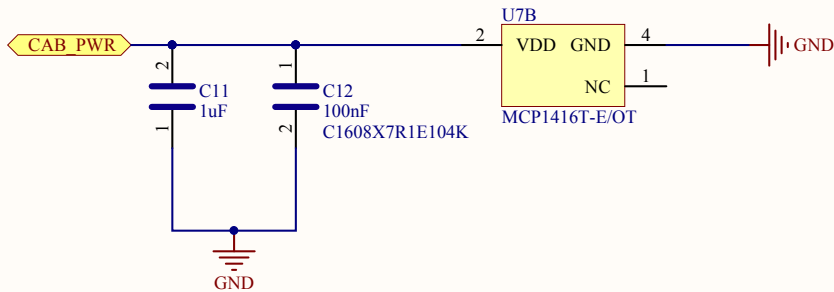 U7B
CAB_PWR
2 VDD GND 4
GND
NC 1
MCP1416T-E/OT
2
C11
1uF
1
1
C12
100nF
C1608X7R1E104K
2
GND